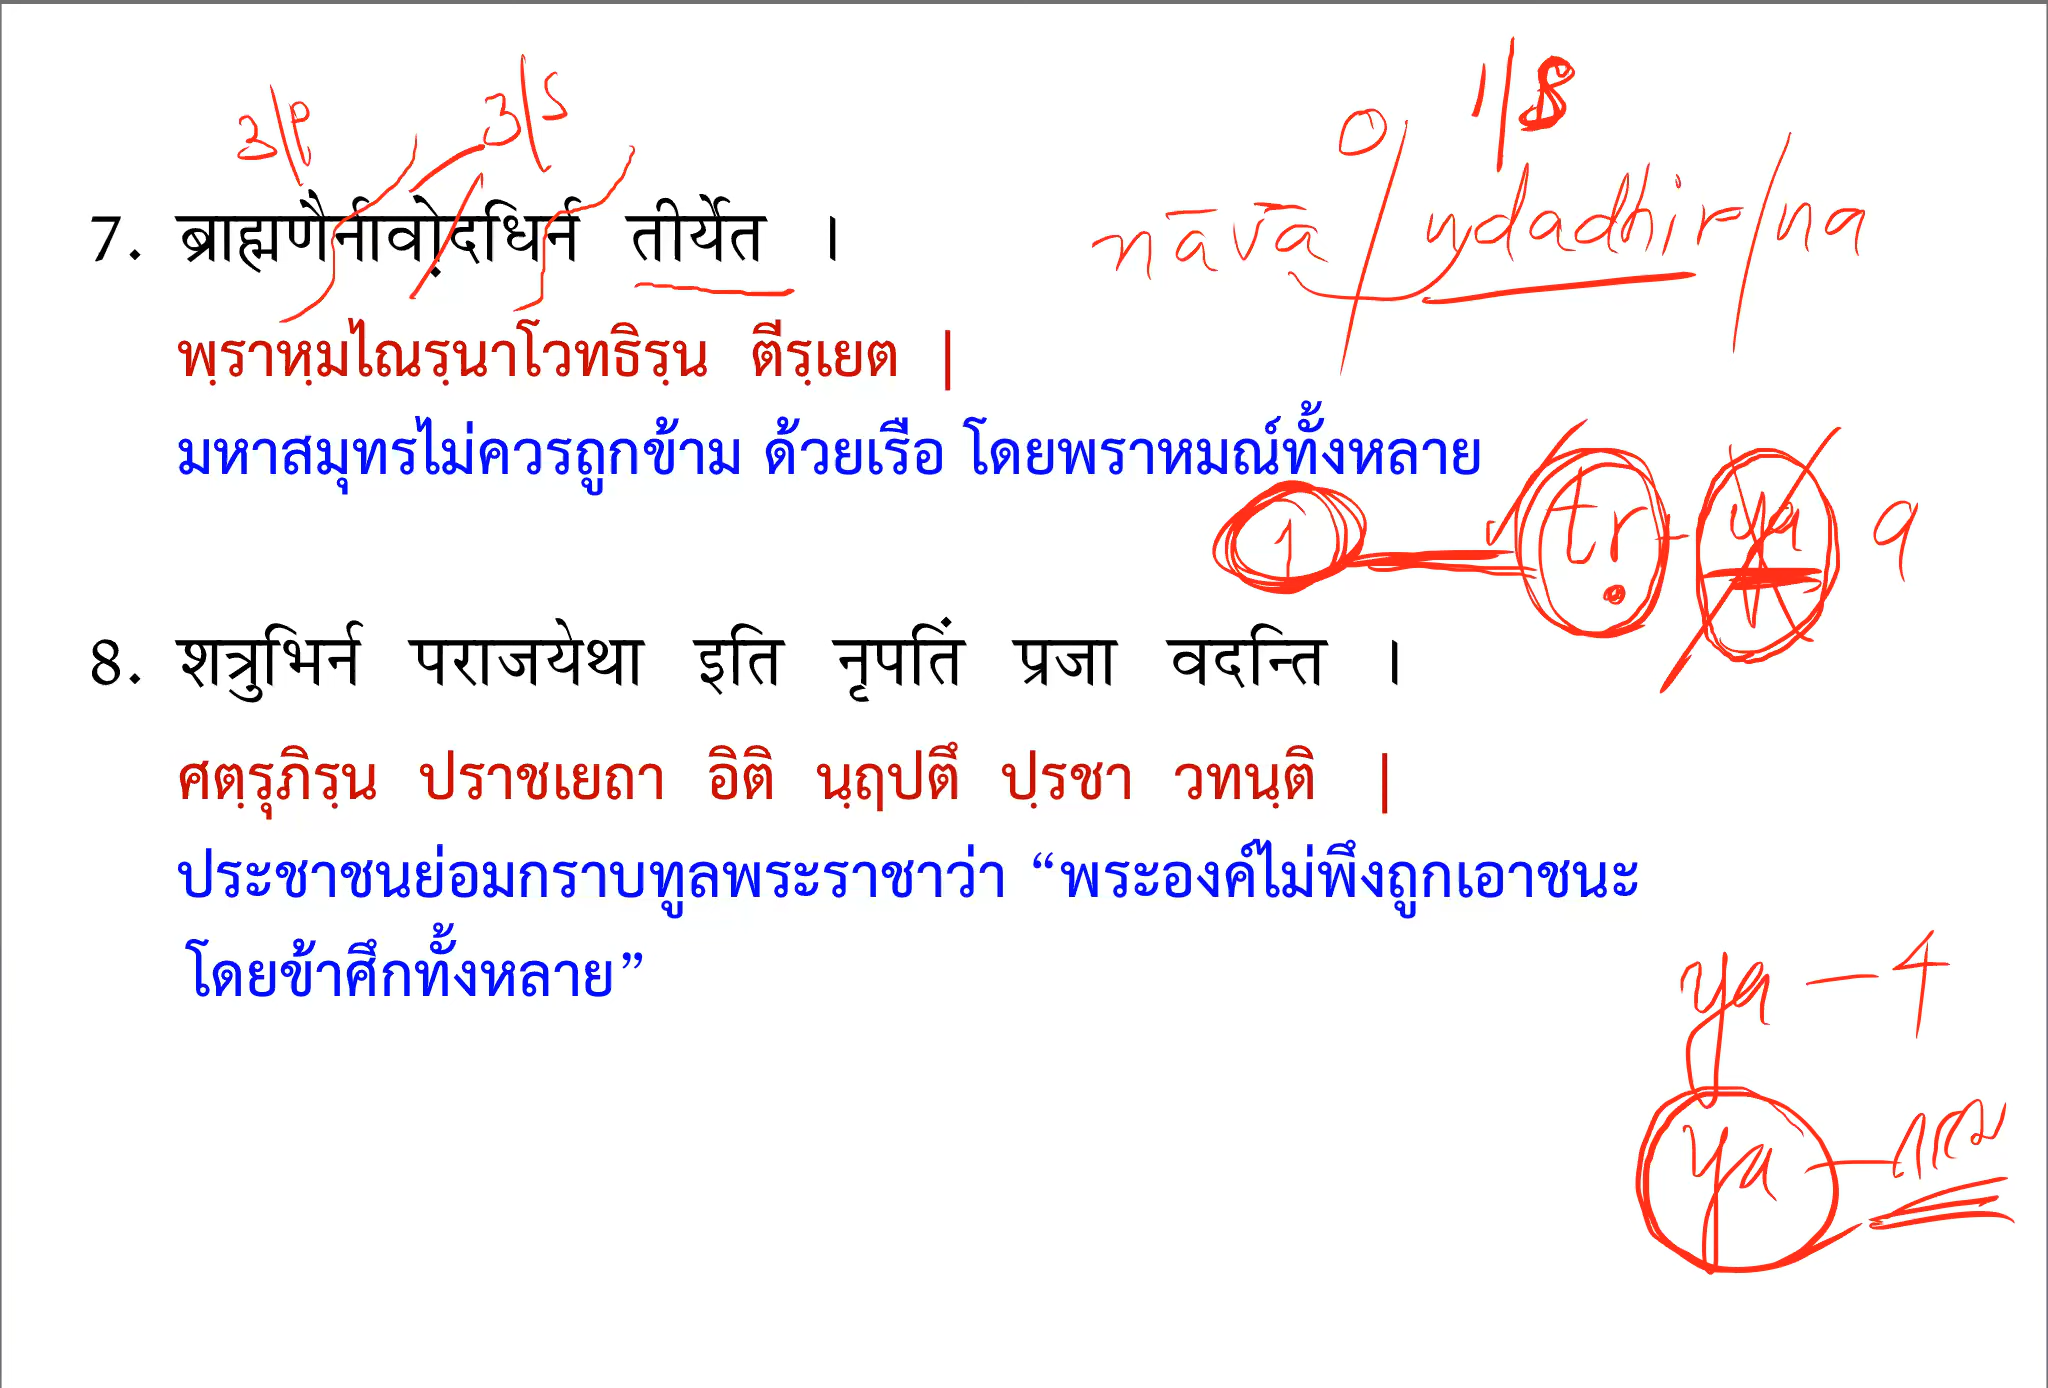 3/P 3/S
1/S
0
7. ब्राह्मणैर्नावोदधिर्न तीर्येत ।
nāvā / udadhir / na
พฺราหฺมไณรฺนาโวทธิรฺน ตีรฺเยต |
มหาสมุทรไม่ควรถูกข้าม ด้วยเรือ โดยพราหมณ์ทั้งหลาย
1 tṛ - ya a
8. शत्रुभिर्न पराजयेथा इति नृपतिं प्रजा वदन्ति ।
ศตฺรุภิรฺน ปราชเยถา อิติ นฺฤปตึ ปฺรชา วทนฺติ |
ประชาชนย่อมกราบทูลพระราชาว่า “พระองค์ไม่พึงถูกเอาชนะ
โดยข้าศึกทั้งหลาย”
ya – 4
ya – กรรม